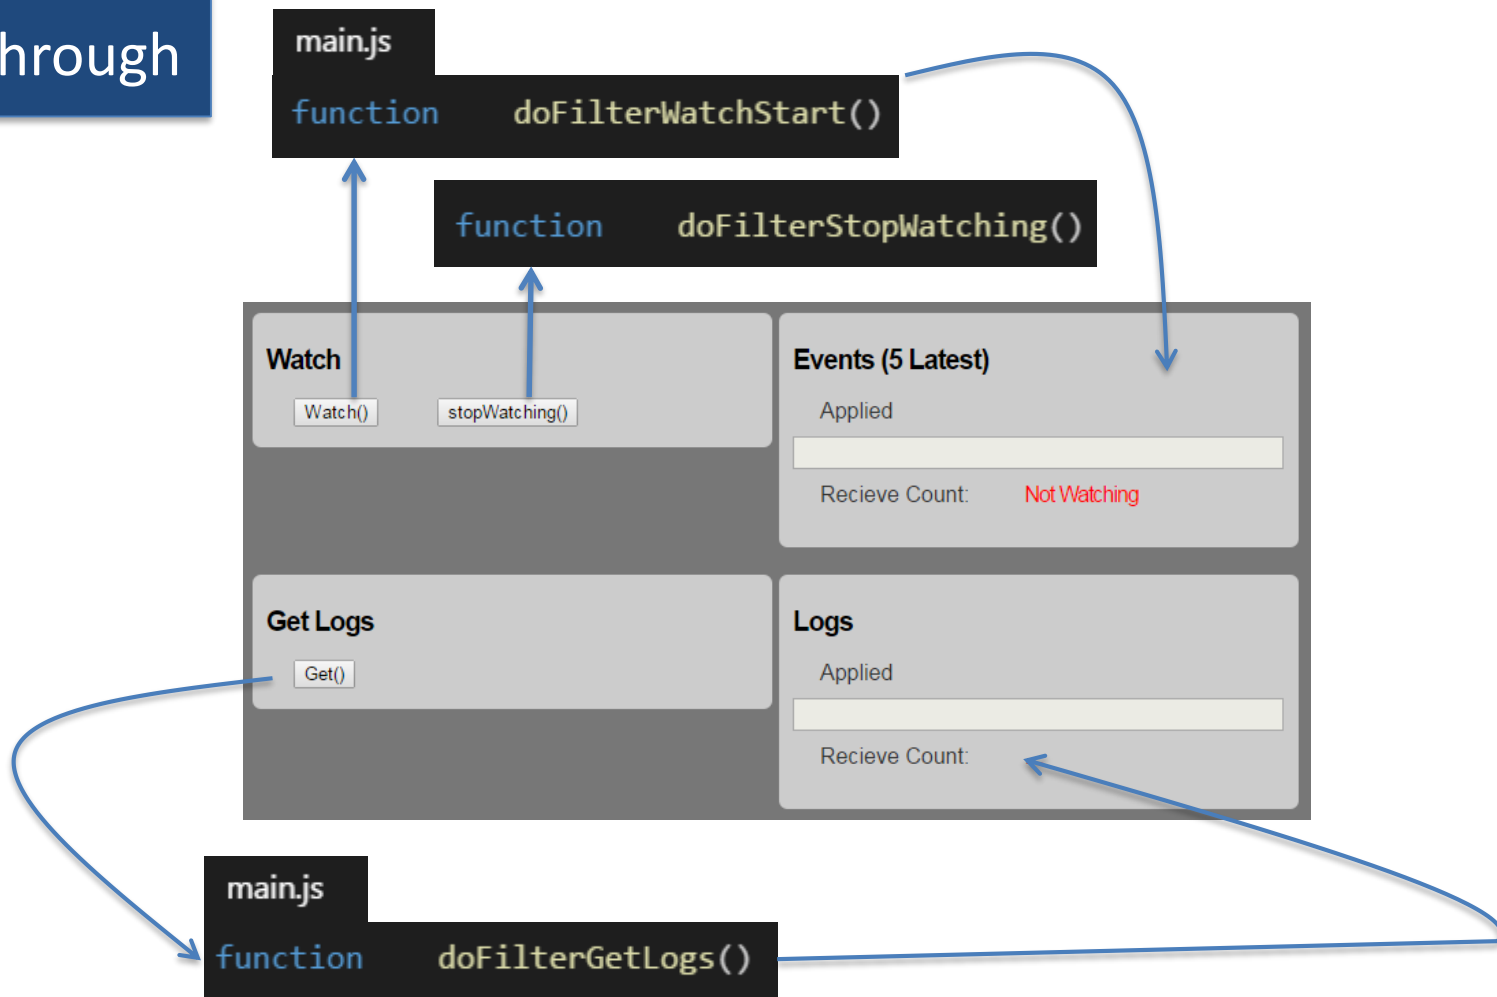 hrough
main.js
function doFilterWatchStart()
function doFilterStopWatching()
Watch
Watch() stopWatching()
Events (5 Latest)
Applied
Recieve Count: Not Watching
Get Logs
Get()
Logs
Applied
Recieve Count:
main.js
function doFilterGetLogs()